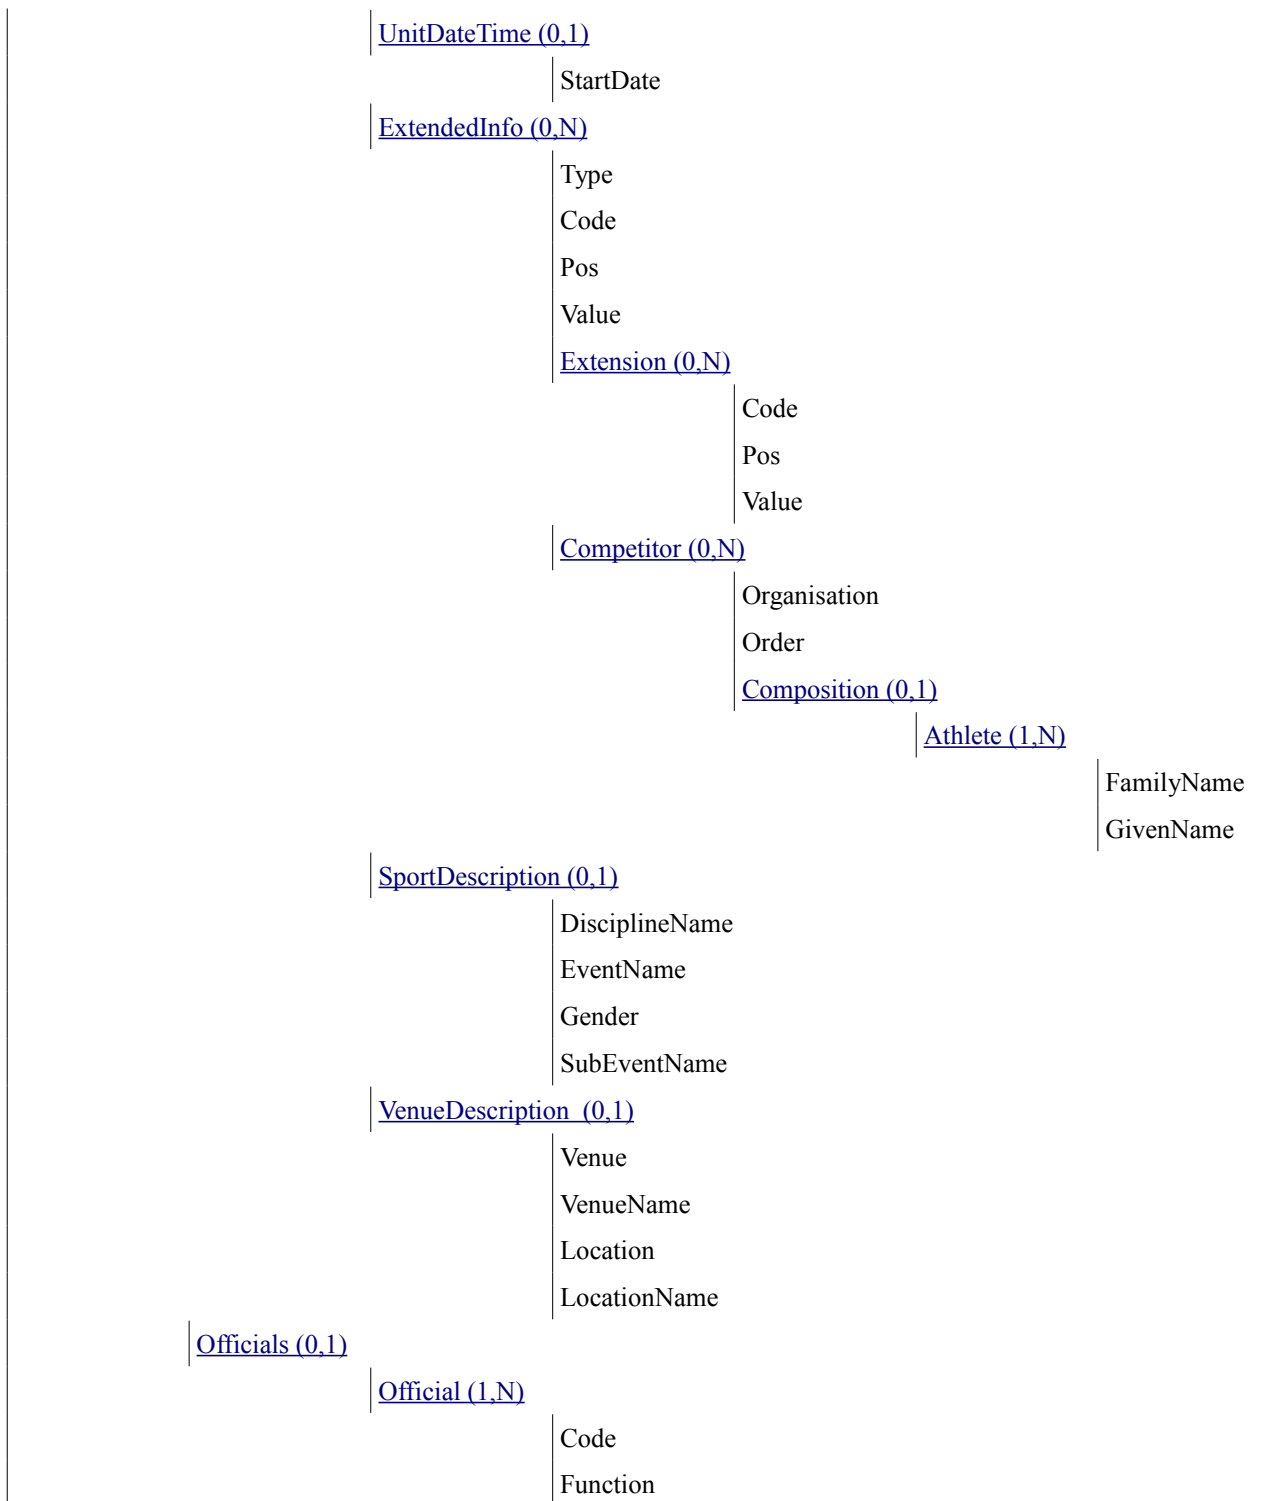 UnitDateTime (0,1)
StartDate
ExtendedInfo (0,N)
Type
Code
Pos
Value
Extension (0,N)
Code
Pos
Value
Competitor (0,N)
Organisation
Order
Composition (0,1)
Athlete (1,N)
FamilyName
GivenName
SportDescription (0,1)
DisciplineName
EventName
Gender
SubEventName
VenueDescription  (0,1)
Venue
VenueName
Location
LocationName
Officials (0,1)
Official (1,N)
Code
Function